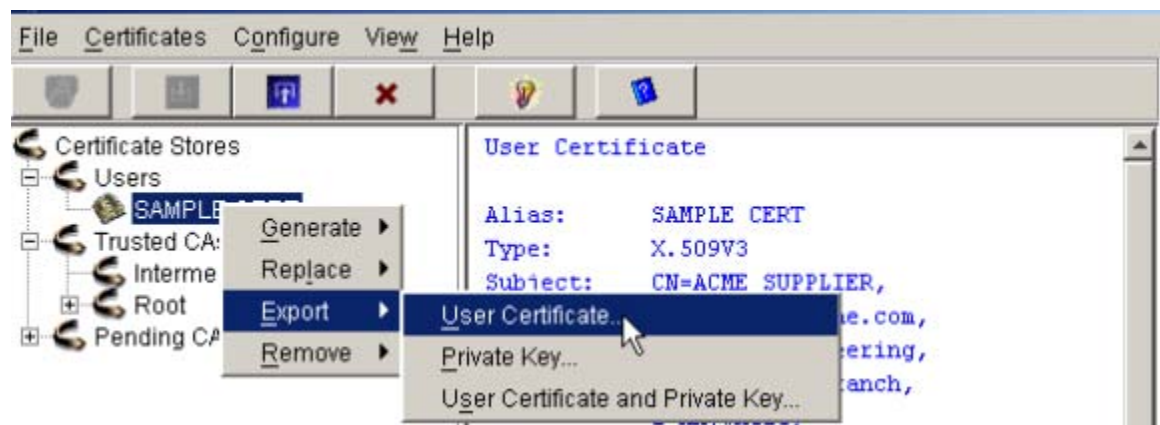 File Certificates Configure View Help
Certificate Stores
Users
SAMPLE
Trusted CAs
Interme
Root
Pending CA
Generate
Replace
Export
Remove
User Certificate...
Private Key...
User Certificate and Private Key...
User Certificate
Alias: SAMPLE CERT
Type: X.509V3
Subject: CN=ACME SUPPLIER,
e.com,
ering,
anch,